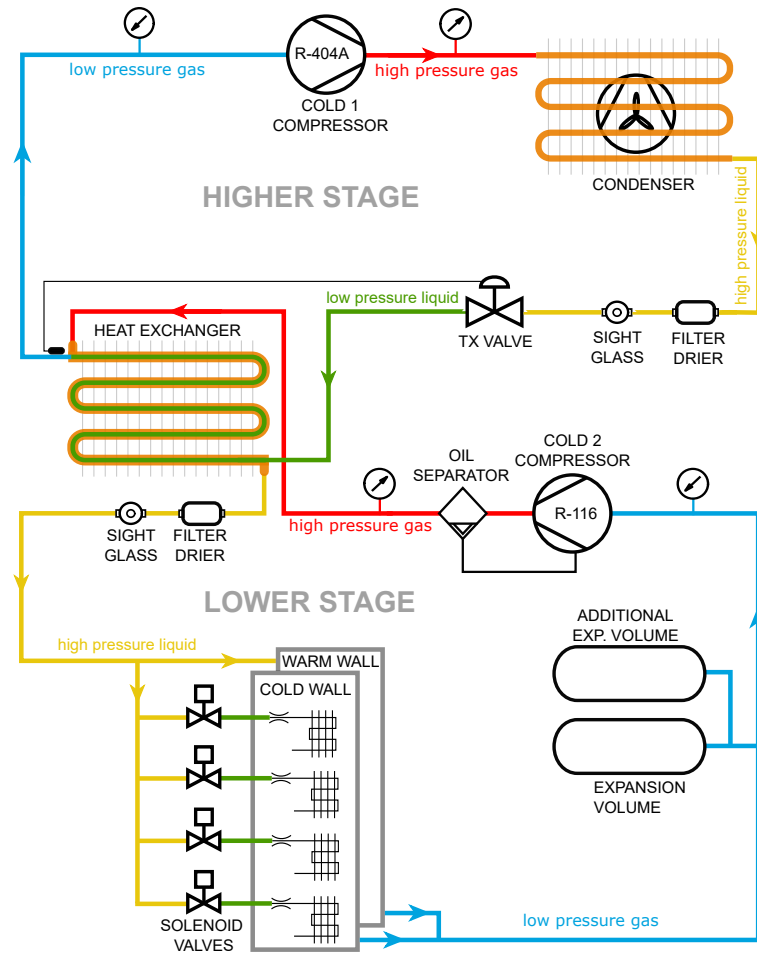 R-404A
low pressure gas
high pressure gas
COLD 1
COMPRESSOR
CONDENSER
HIGHER STAGE
high pressure liquid
low pressure liquid
HEAT EXCHANGER
TX VALVE
SIGHT
GLASS
FILTER
DRIER
OIL
SEPARATOR
COLD 2
COMPRESSOR
R-116
high pressure gas
SIGHT
GLASS
FILTER
DRIER
LOWER STAGE
high pressure liquid
WARM WALL
COLD WALL
ADDITIONAL
EXP. VOLUME
EXPANSION
VOLUME
SOLENOID
VALVES
low pressure gas